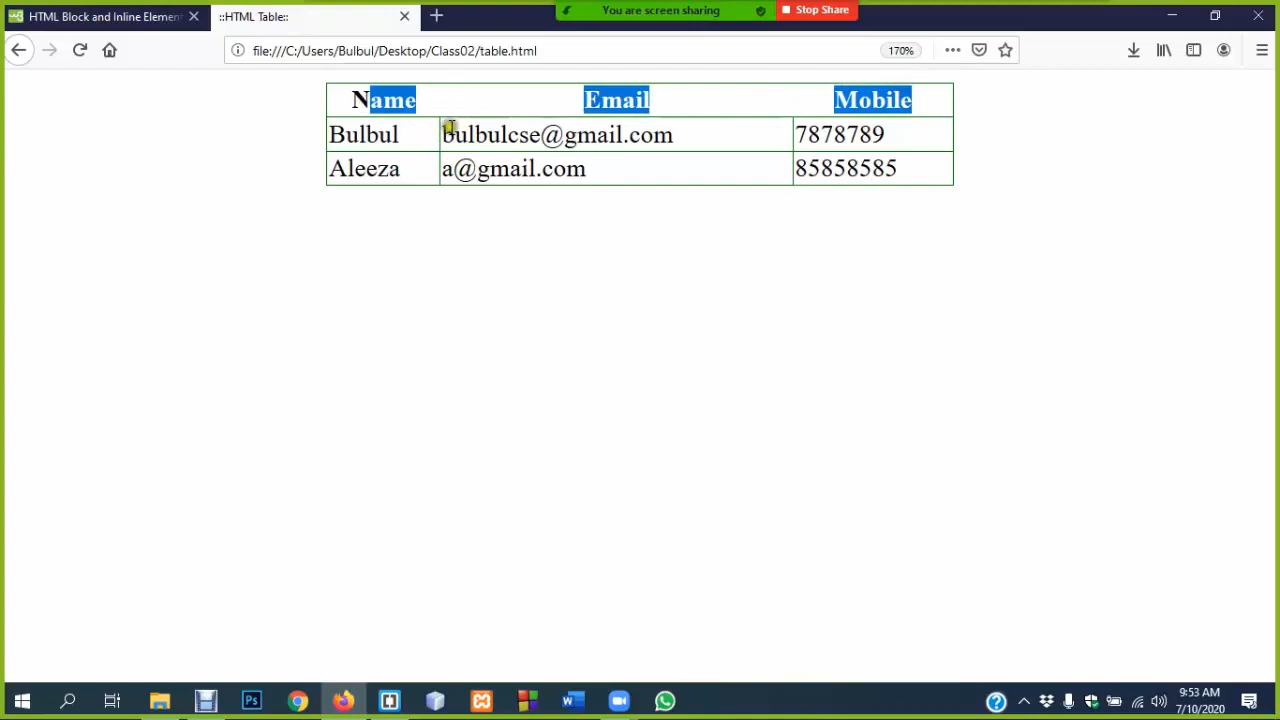 HTML Block and Inline Element
::HTML Table::
You are screen sharing
Stop Share
file:///C:/Users/Bulbul/Desktop/Class02/table.html
170%
Name Email Mobile
Bulbul bulbulcse@gmail.com 7878789
Aleeza a@gmail.com 85858585
9:53 AM
7/10/2020